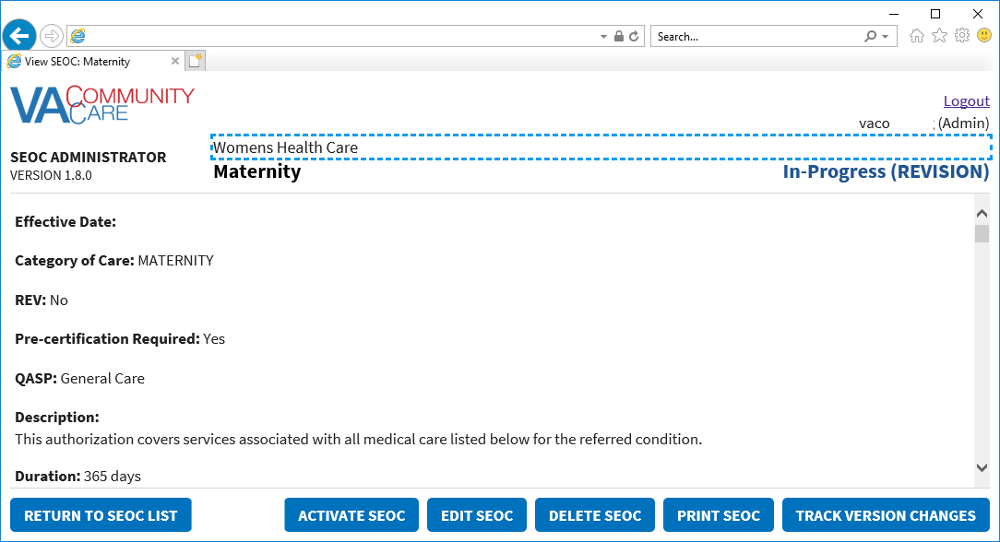 Search...
View SEOC: Maternity
VA COMMUNITY CARE
Logout
vaco ; (Admin)
Womens Health Care
SEOC ADMINISTRATOR
Maternity
In-Progress (REVISION)
VERSION 1.8.0
Effective Date:
Category of Care: MATERNITY
REV: No
Pre-certification Required: Yes
QASP: General Care
Description:
This authorization covers services associated with all medical care listed below for the referred condition.
Duration: 365 days
RETURN TO SEOC LIST
ACTIVATE SEOC
EDIT SEOC
DELETE SEOC
PRINT SEOC
TRACK VERSION CHANGES